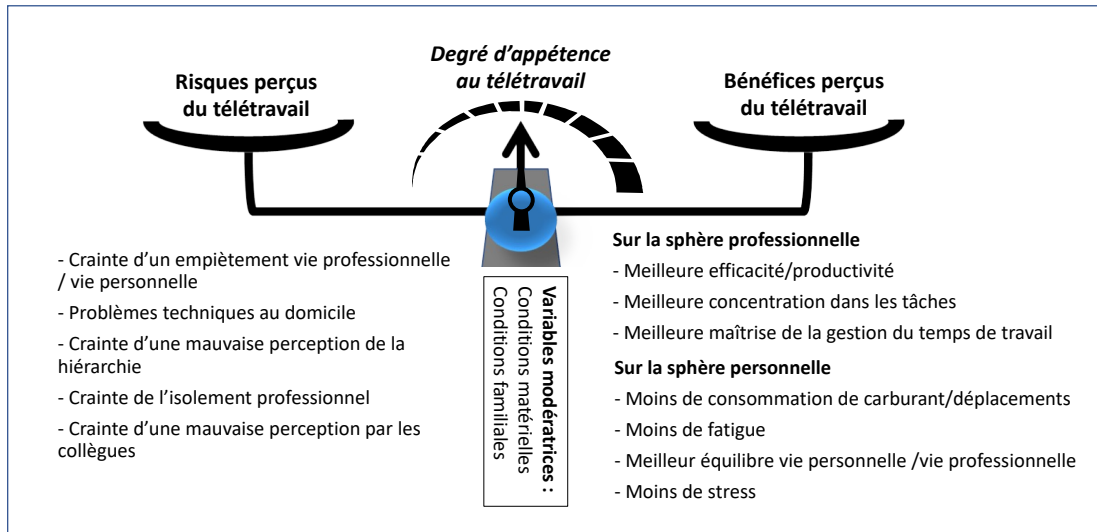 Degré d’appétence
au télétravail
Risques perçus
du télétravail
Bénéfices perçus
du télétravail
- Crainte d’un empiètement vie professionnelle
/ vie personnelle
- Problèmes techniques au domicile
- Crainte d’une mauvaise perception de la
hiérarchie
- Crainte de l’isolement professionnel
- Crainte d’une mauvaise perception par les
collègues
Variables modératrices :
Conditions matérielles
Conditions familiales
Sur la sphère professionnelle
- Meilleure efficacité/productivité
- Meilleure concentration dans les tâches
- Meilleure maîtrise de la gestion du temps de travail
Sur la sphère personnelle
- Moins de consommation de carburant/déplacements
- Moins de fatigue
- Meilleur équilibre vie personnelle /vie professionnelle
- Moins de stress